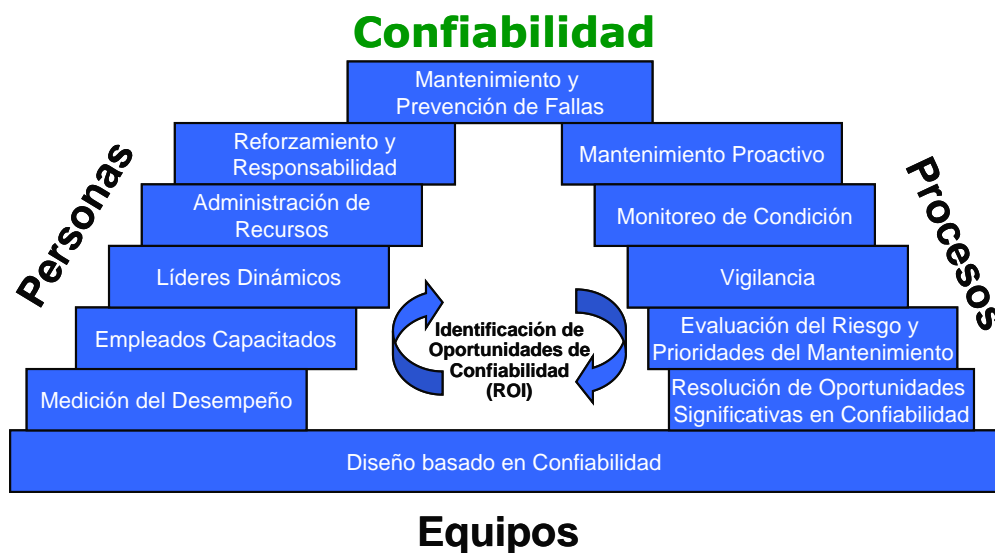 Confiabilidad
Mantenimiento y
Prevención de Fallas
Reforzamiento y
Responsabilidad
Mantenimiento Proactivo
Administración de
Recursos
Monitoreo de Condición
Líderes Dinámicos
Vigilancia
Empleados Capacitados
Evaluación del Riesgo y
Prioridades del Mantenimiento
Medición del Desempeño
Resolución de Oportunidades
Significativas en Confiabilidad
Personas
Procesos
Identificación de
Oportunidades de
Confiabilidad
(ROI)
Diseño basado en Confiabilidad
Equipos